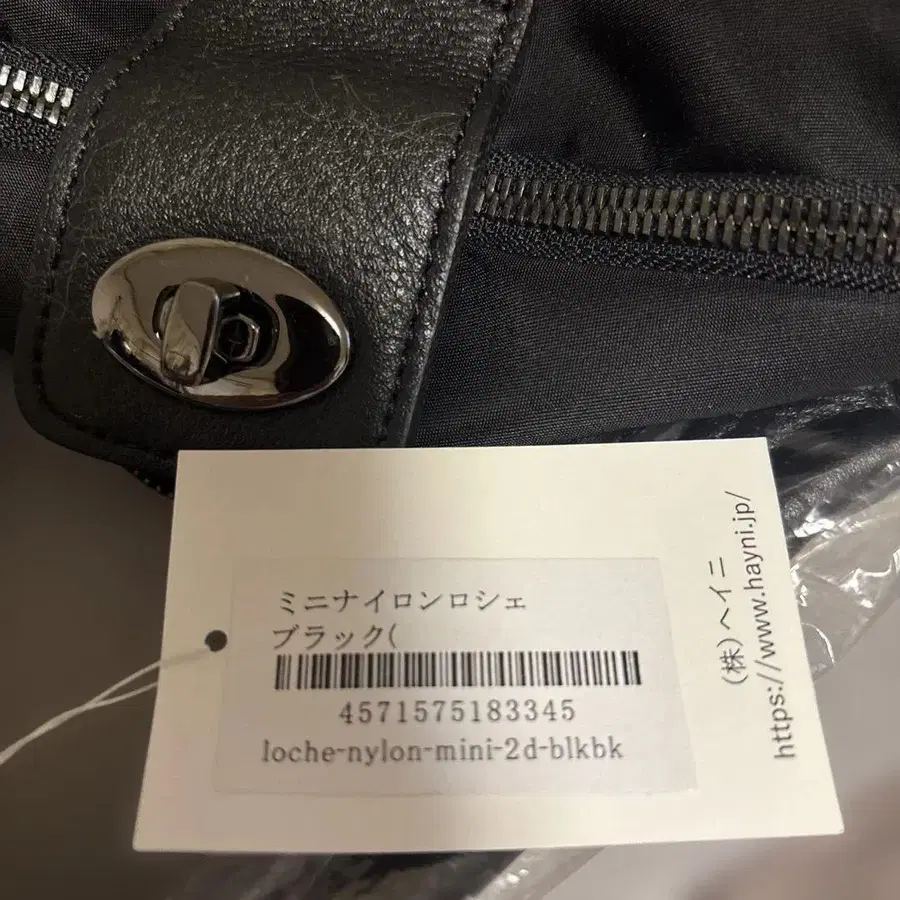 ミニナイロンロシェ
ブラック(
4571575183345
loche-nylon-mini-2d-blkbk
(株)ヘイニ
https://www.hayni.jp/